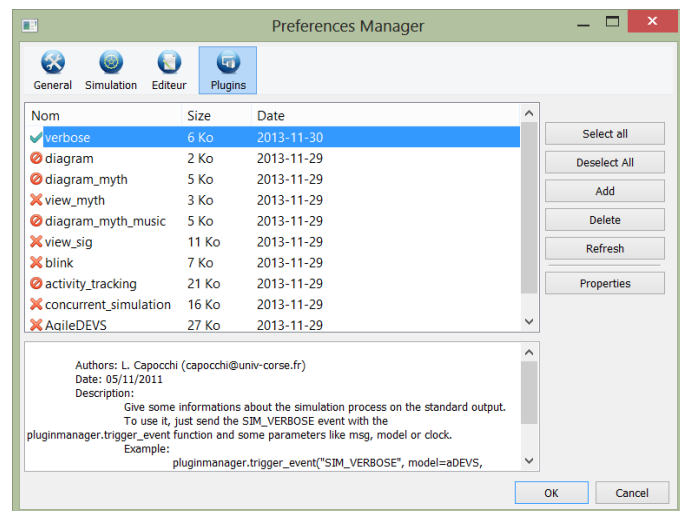 Preferences Manager
General Simulation Editeur Plugins
Nom Size Date
verbose 6 Ko 2013-11-30
diagram 2 Ko 2013-11-29
diagram_myth 5 Ko 2013-11-29
view_myth 3 Ko 2013-11-29
diagram_myth_music 5 Ko 2013-11-29
view_sig 11 Ko 2013-11-29
blink 7 Ko 2013-11-29
activity_tracking 21 Ko 2013-11-29
concurrent_simulation 16 Ko 2013-11-29
AgileDEVS 27 Ko 2013-11-29
Select all
Deselect All
Add
Delete
Refresh
Properties
Authors: L. Capocchi (capocchi@univ-corse.fr)
Date: 05/11/2011
Description:
Give some informations about the simulation process on the standard output.
To use it, just send the SIM_VERBOSE event with the
pluginmanager.trigger_event function and some parameters like msg, model or clock.
Example:
pluginmanager.trigger_event("SIM_VERBOSE", model=aDEVS,
OK Cancel